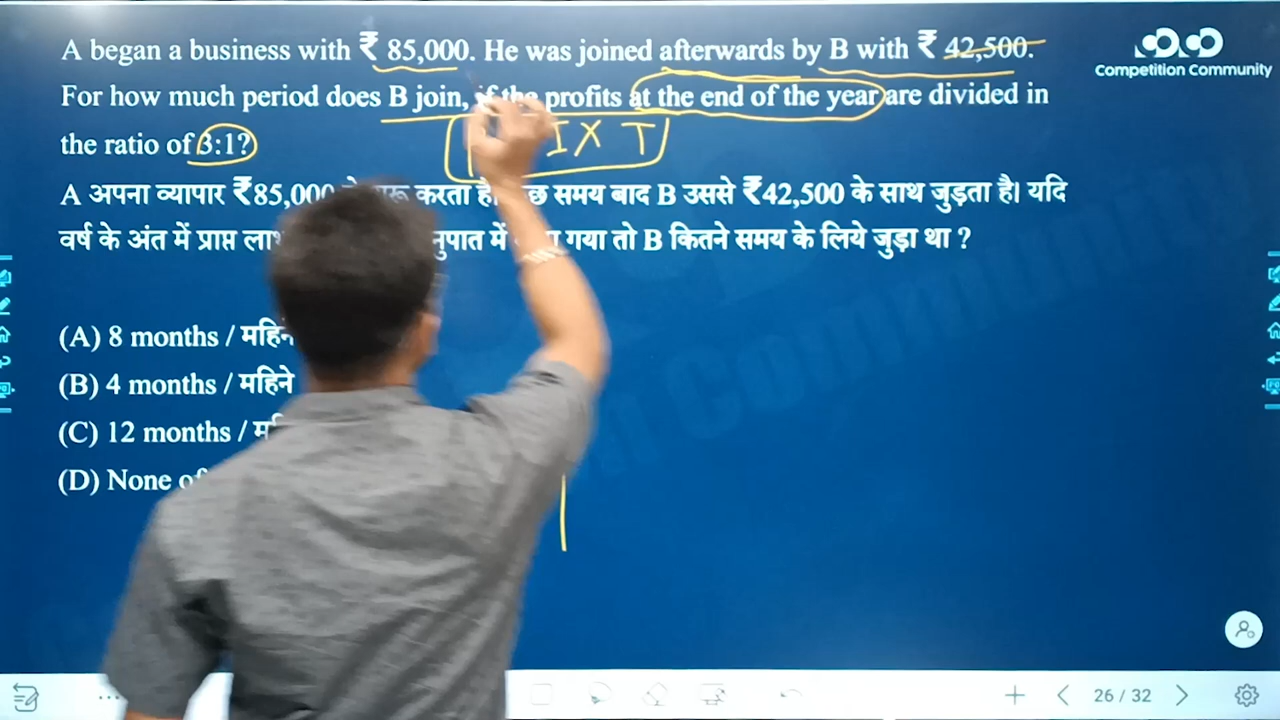 A began a business with ₹ 85,000. He was joined afterwards by B with ₹ 42,500.
For how much period does B join, if the profits at the end of the year are divided in
the ratio of 3:1?
I X T
A अपना व्यापार ₹85,000 करता है। समय बाद B उससे ₹42,500 के साथ जुड़ता है। यदि
वर्ष के अंत में प्राप्त में गया तो B कितने समय के लिये जुड़ा था ?
(A) 8 months /
(B) 4 months / महिने
(C) 12 months /
(D) None
Competition Community
26 / 32